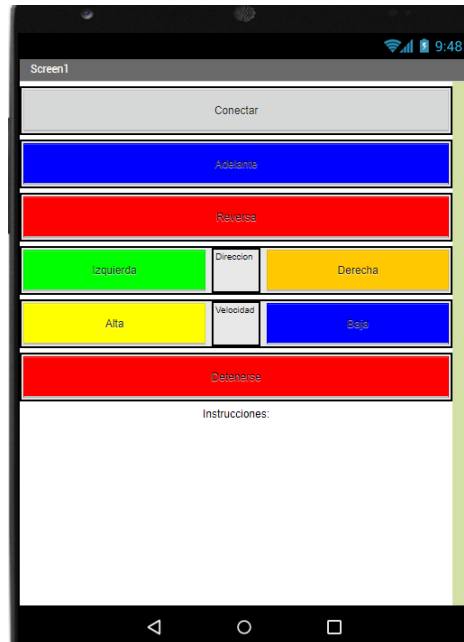 9:48
Screen1
Conectar
Adelante
Reversa
Izquierda
Direccion
Derecha
Alta
Velocidad
Baja
Detenerse
Instrucciones: